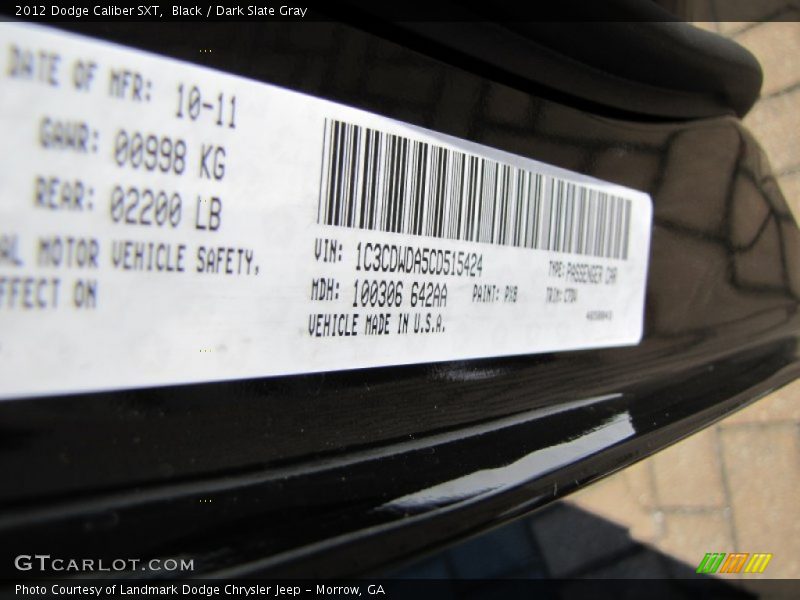 2012 Dodge Caliber SXT,  Black / Dark Slate Gray
DATE OF MFR: 10-11
GAWR: 00998 KG
REAR: 02200 LB
AL MOTOR VEHICLE SAFETY,
FFECT ON
VIN: 1C3CDWDA5CD515424
MDH: 100306 642AA
VEHICLE MADE IN U.S.A.
TYPE: PASSENGER CAR
PAINT: PXB
TRIM:
GTCARLOT.COM
Photo Courtesy of Landmark Dodge Chrysler Jeep - Morrow, GA